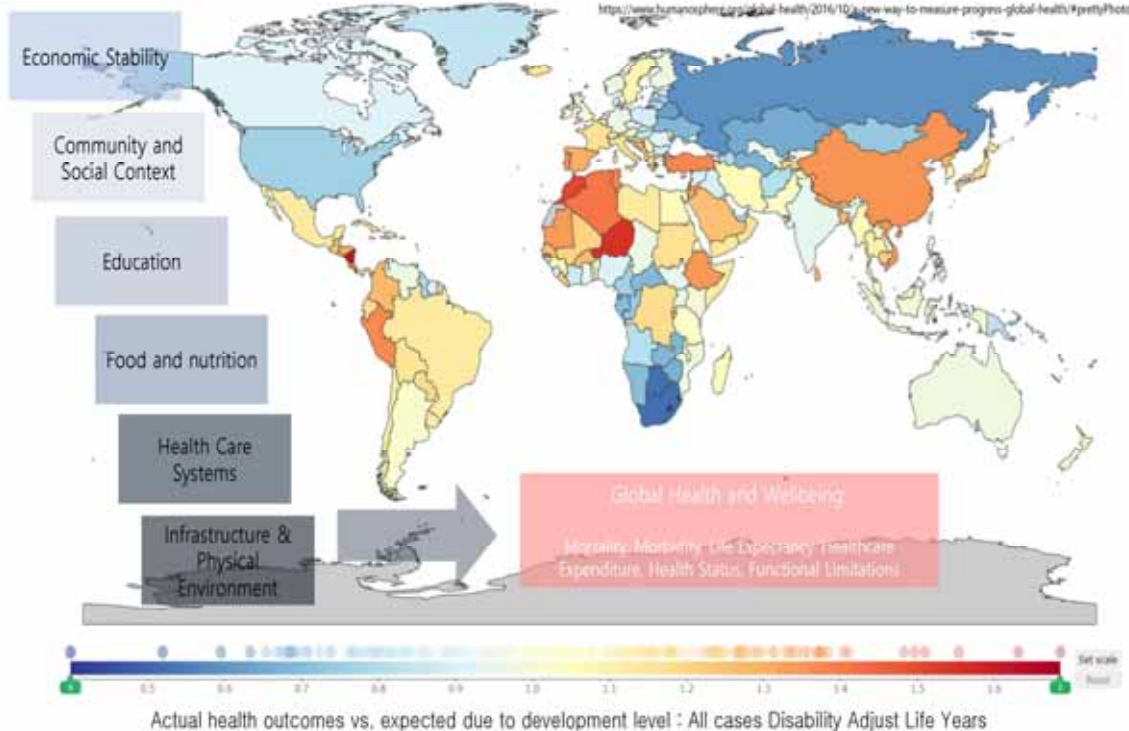 https://www.humanosphere.org/global-health/2016/10/a-new-way-to-measure-progress-global-health/#prettyPhoto
Economic Stability
Community and
Social Context
Education
Food and nutrition
Health Care
Systems
Infrastructure &
Physical
Environment
Global Health and Wellbeing
Mortality, Morbidity, Life Expectancy, Healthcare
Expenditure, Health Status, Functional Limitations
Set scale
Reset
0.5 0.6 0.7 0.8 0.9 1.0 1.1 1.2 1.3 1.4 1.5 1.6
Actual health outcomes vs. expected due to development level : All cases Disability Adjust Life Years